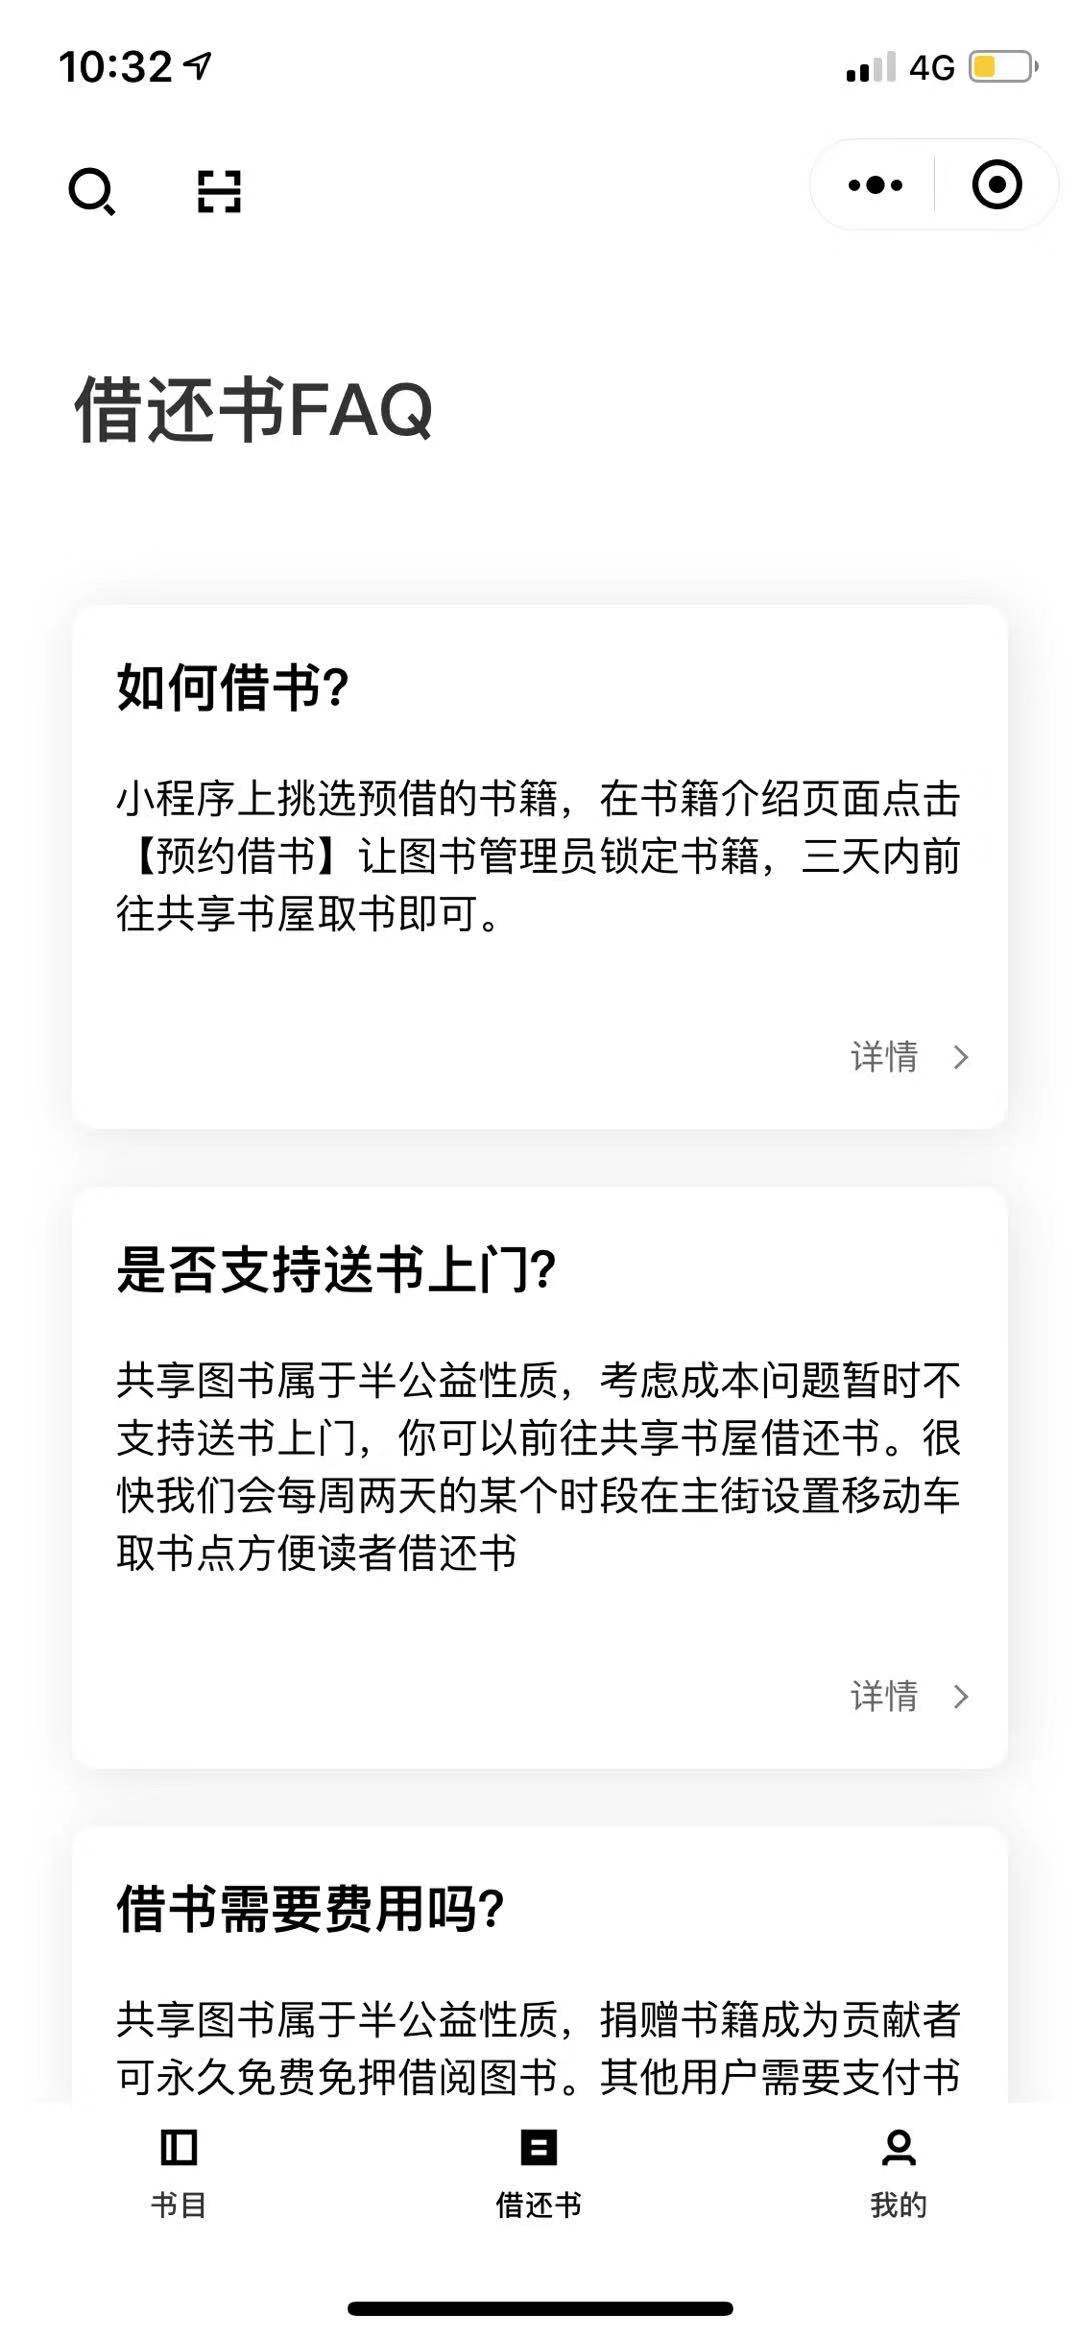 10:32
4G
借还书FAQ
如何借书?
小程序上挑选预借的书籍，在书籍介绍页面点击
【预约借书】让图书管理员锁定书籍，三天内前
往共享书屋取书即可。
详情
是否支持送书上门?
共享图书属于半公益性质，考虑成本问题暂时不
支持送书上门，你可以前往共享书屋借还书。很
快我们会每周两天的某个时段在主街设置移动车
取书点方便读者借还书
详情
借书需要费用吗?
共享图书属于半公益性质，捐赠书籍成为贡献者
可永久免费免押借阅图书。其他用户需要支付书
书目
借还书
我的